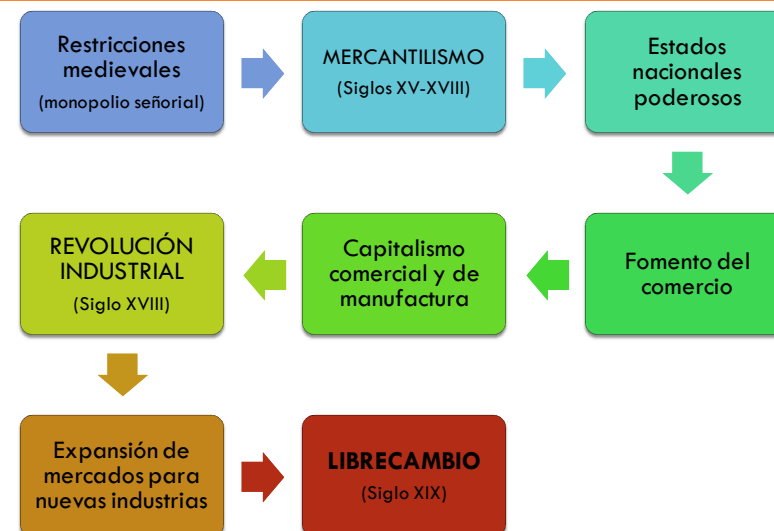 Restricciones
medievales
(monopolio señorial)
MERCANTILISMO
(Siglos XV-XVIII)
Estados
nacionales
poderosos
Fomento del
comercio
Capitalismo
comercial y de
manufactura
REVOLUCIÓN
INDUSTRIAL
(Siglo XVIII)
Expansión de
mercados para
nuevas industrias
LIBRECAMBIO
(Siglo XIX)